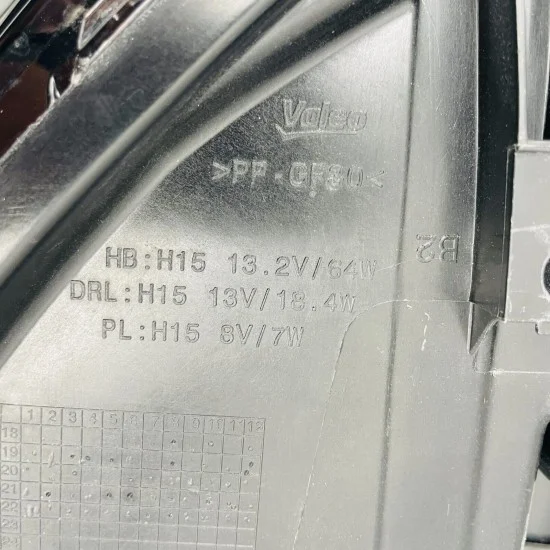 Valeo
>PP-GF30<
HB:H15 13.2V/64W
B2
DRL:H15 13V/18.4W
PL:H15 8V/7W
1 2 3 4 5 6 7 8 9 10 11 12
18
19
20
21
22
23
24